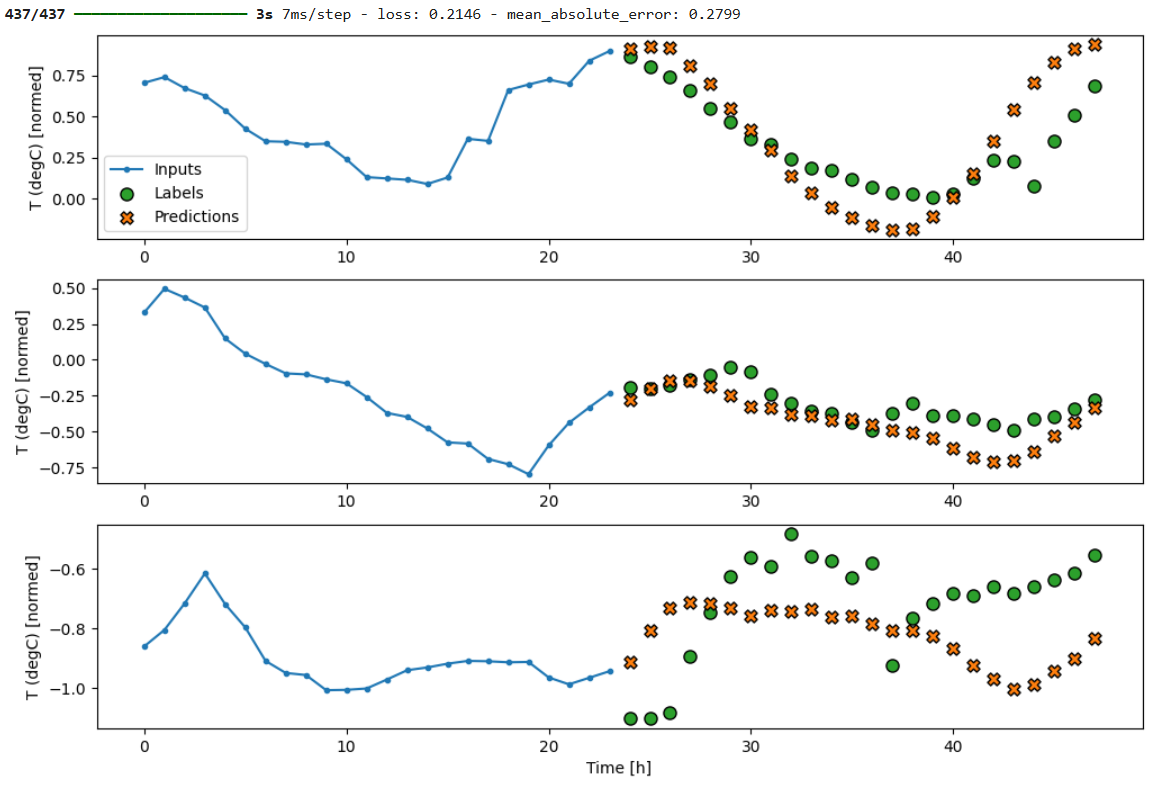 437/437 ━━━━━━━━━━━━━━━━━━━━ 3s 7ms/step - loss: 0.2146 - mean_absolute_error: 0.2799
T (degC) [normed]
0.75
0.50
0.25
0.00
Inputs
Labels
Predictions
0 10 20 30 40
T (degC) [normed]
0.50
0.25
0.00
−0.25
−0.50
−0.75
0 10 20 30 40
T (degC) [normed]
−0.6
−0.8
−1.0
0 10 20 30 40
Time [h]